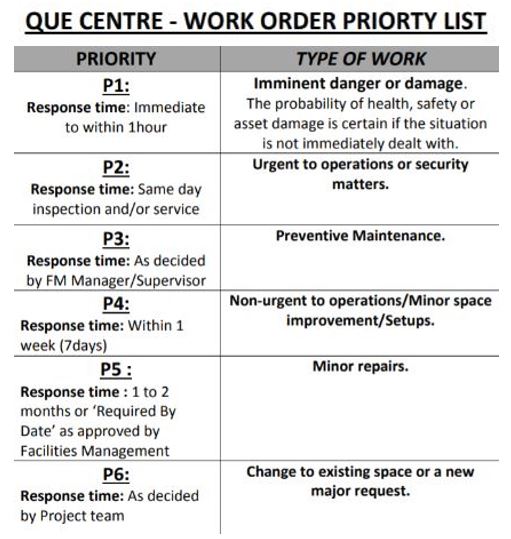 QUE CENTRE - WORK ORDER PRIORTY LIST
PRIORITY
TYPE OF WORK
P1:
Response time: Immediate
to within 1hour
Imminent danger or damage.
The probability of health, safety or
asset damage is certain if the situation
is not immediately dealt with.
P2:
Response time: Same day
inspection and/or service
Urgent to operations or security
matters.
P3:
Response time: As decided
by FM Manager/Supervisor
Preventive Maintenance.
P4:
Response time: Within 1
week (7days)
Non-urgent to operations/Minor space
improvement/Setups.
P5 :
Response time : 1 to 2
months or ‘Required By
Date’ as approved by
Facilities Management
Minor repairs.
P6:
Response time: As decided
by Project team
Change to existing space or a new
major request.